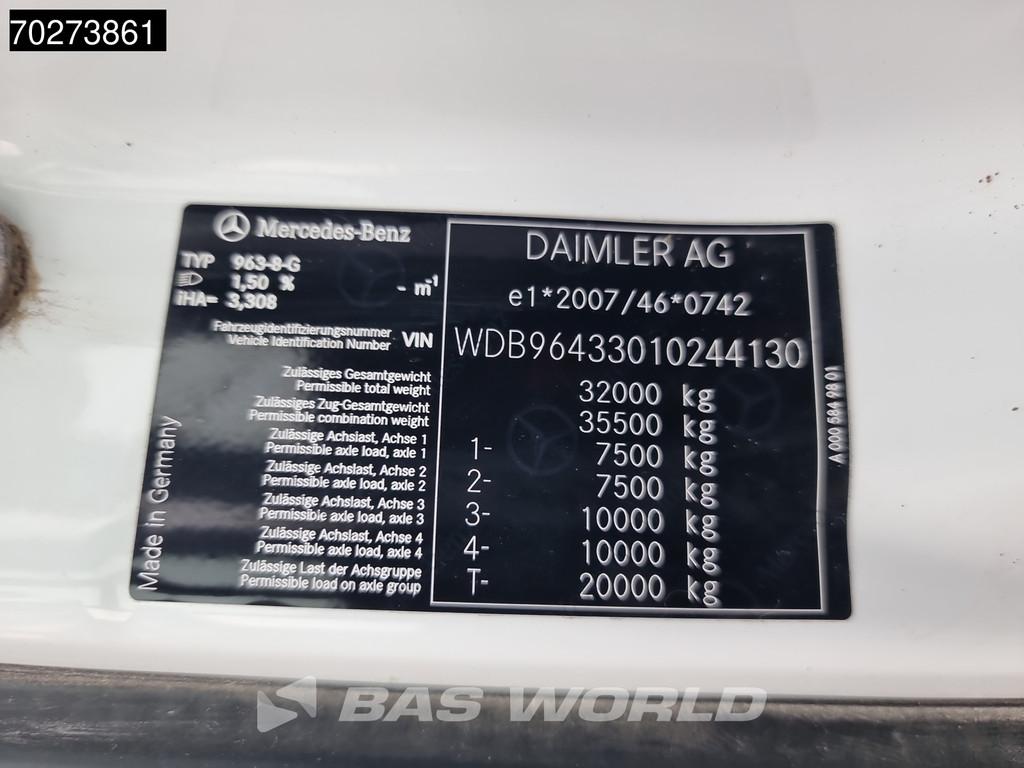 70273861
Mercedes-Benz
TYP 963-8-G
1,50 % - m⁻¹
iHA= 3,308
Fahrzeugidentifizierungsnummer
Vehicle Identification Number VIN
Zulässiges Gesamtgewicht
Permissible total weight
Zulässiges Zug-Gesamtgewicht
Permissible combination weight
Zulässige Achslast, Achse 1
Permissible axle load, axle 1
Zulässige Achslast, Achse 2
Permissible axle load, axle 2
Zulässige Achslast, Achse 3
Permissible axle load, axle 3
Zulässige Achslast, Achse 4
Permissible axle load, axle 4
Zulässige Last der Achsgruppe
Permissible load on axle group
Made in Germany
DAIMLER AG
e1*2007/46*0742
WDB96433010244130
32000 kg
35500 kg
1- 7500 kg
2- 7500 kg
3- 10000 kg
4- 10000 kg
T- 20000 kg
A 000 584 98 01
BAS WORLD